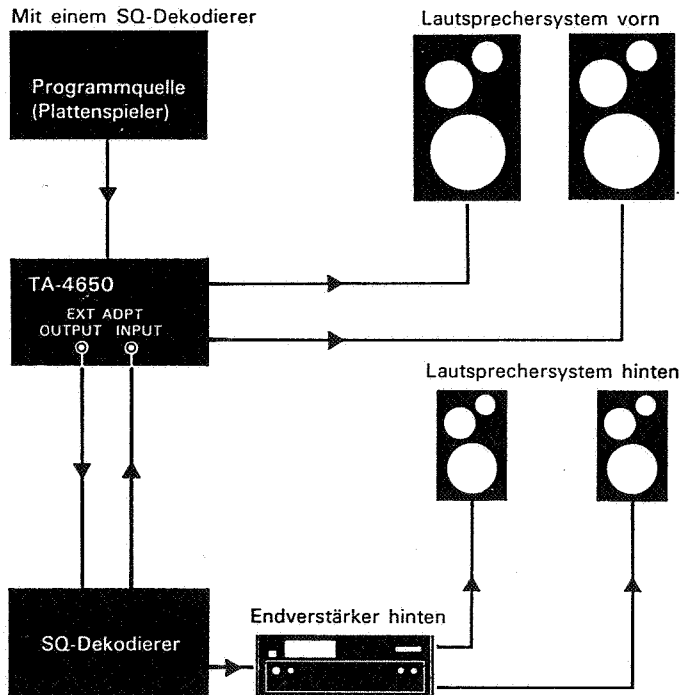 Mit einem SQ-Dekodierer
Programmquelle
(Plattenspieler)
Lautsprechersystem vorn
TA-4650
EXT ADPT
OUTPUT INPUT
Lautsprechersystem hinten
SQ-Dekodierer
Endverstärker hinten